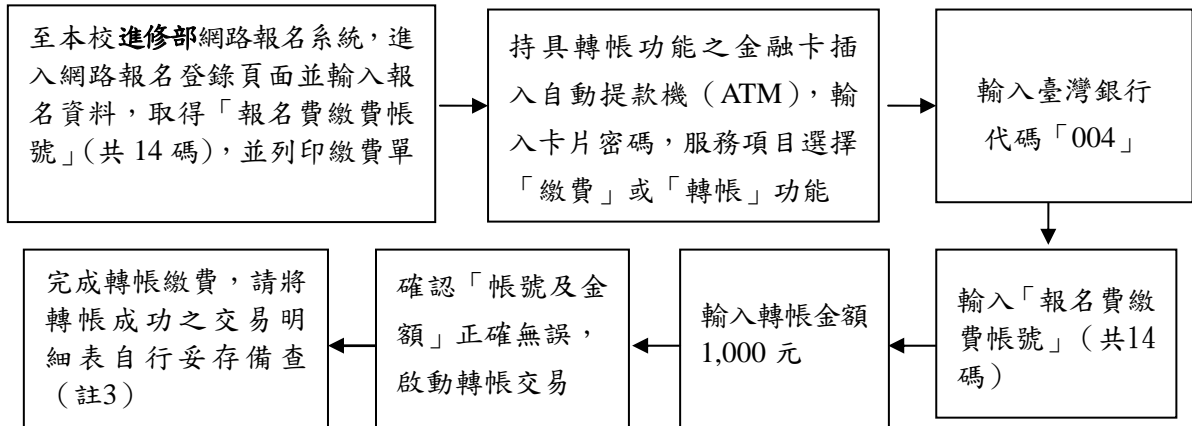 至本校進修部網路報名系統，進
入網路報名登錄頁面並輸入報
名資料，取得「報名費繳費帳
號」(共 14 碼)，並列印繳費單
持具轉帳功能之金融卡插
入自動提款機（ATM），輸
入卡片密碼，服務項目選擇
「繳費」或「轉帳」功能
輸入臺灣銀行
代碼「004」
輸入「報名費繳
費帳號」（共14
碼）
輸入轉帳金額
1,000 元
確認「帳號及金
額」正確無誤，
啟動轉帳交易
完成轉帳繳費，請將
轉帳成功之交易明
細表自行妥存備查
（註3）